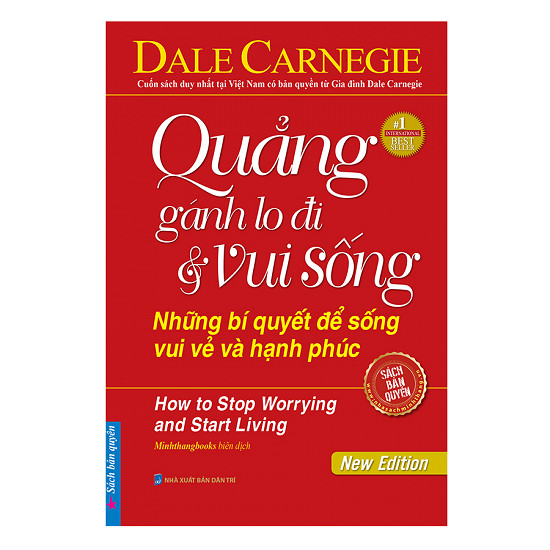 DALE CARNEGIE
Cuốn sách duy nhất tại Việt Nam có bản quyền từ Gia đình Dale Carnegie
#1
INTERNATIONAL
BEST
SELLER
Quẳng
gánh lo đi
& vui sống
Những bí quyết để sống
vui vẻ và hạnh phúc
SÁCH
BẢN
QUYỀN
www.nhasachminhthang.vn
How to Stop Worrying
and Start Living
Minhthangbooks biên dịch
New Edition
NHÀ XUẤT BẢN DÂN TRÍ
Sách bản quyền